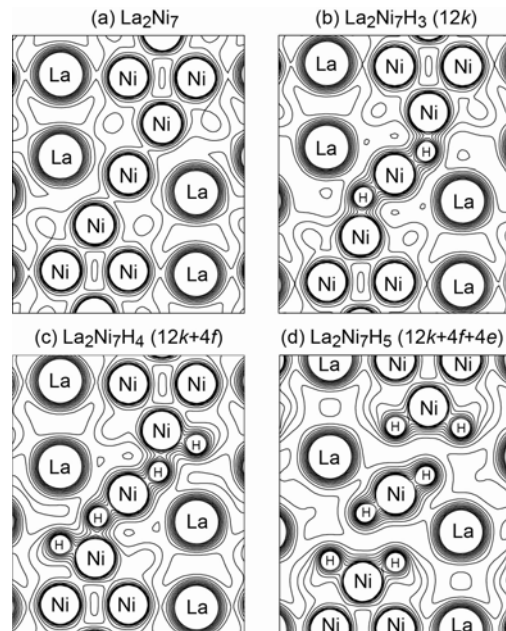 (a) La₂Ni₇
La Ni Ni
Ni
La Ni
La
Ni
Ni Ni La
(b) La₂Ni₇H₃ (12k)
La Ni Ni
Ni
La H
Ni
H La
Ni
Ni Ni La
(c) La₂Ni₇H₄ (12k+4f)
La Ni Ni
Ni H
La H
Ni
H La
H Ni
Ni Ni La
(d) La₂Ni₇H₅ (12k+4f+4e)
La Ni Ni
Ni
H H
La H
Ni
H La
H H
Ni
Ni Ni La